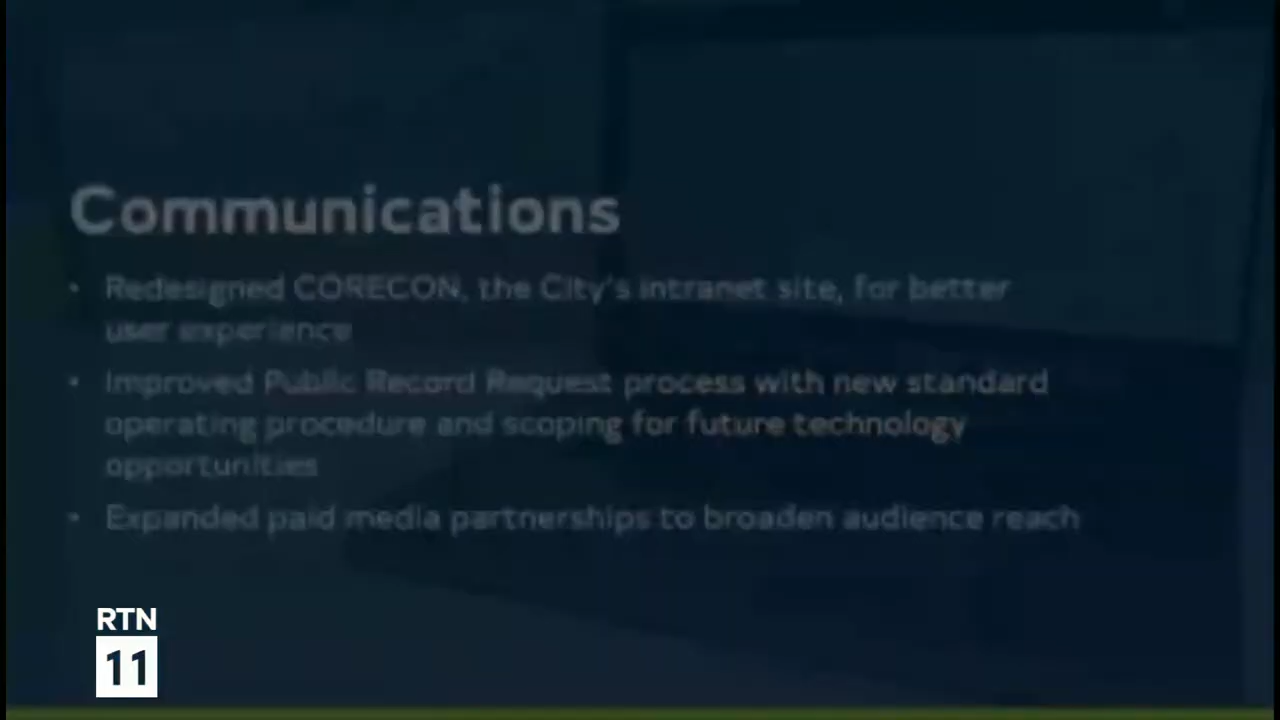 Communications
• Redesigned CORECON, the City's intranet site, for better
user experience
• Improved Public Record Request process with new standard
operating procedure and scoping for future technology
opportunities
• Expanded paid media partnerships to broaden audience reach
RTN
11